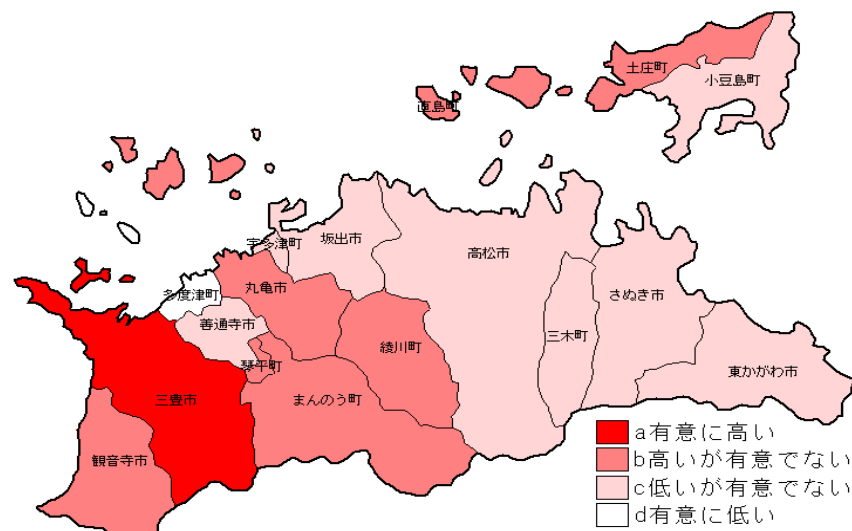 土庄町
小豆島町
直島町
宇多津町
坂出市
高松市
多度津町
丸亀市
さぬき市
善通寺市
三木町
綾川町
琴平町
東かがわ市
三豊市
まんのう町
観音寺市
a有意に高い
b高いが有意でない
c低いが有意でない
d有意に低い